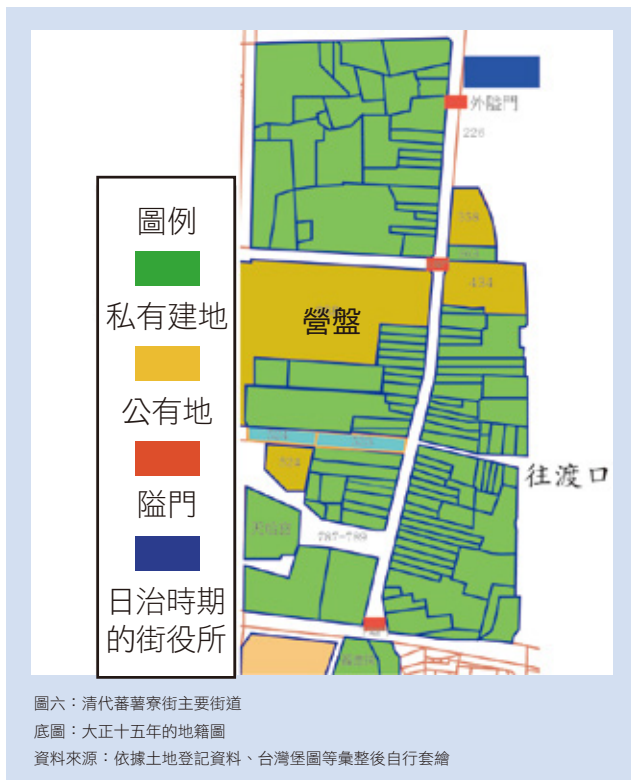 外隘門
226
358
434
營盤
圖例
私有建地
公有地
隘門
日治時期
的街役所
往渡口
524
787-789
圖六：清代蕃薯寮街主要街道
底圖：大正十五年的地籍圖
資料來源：依據土地登記資料、台灣堡圖等彙整後自行套繪